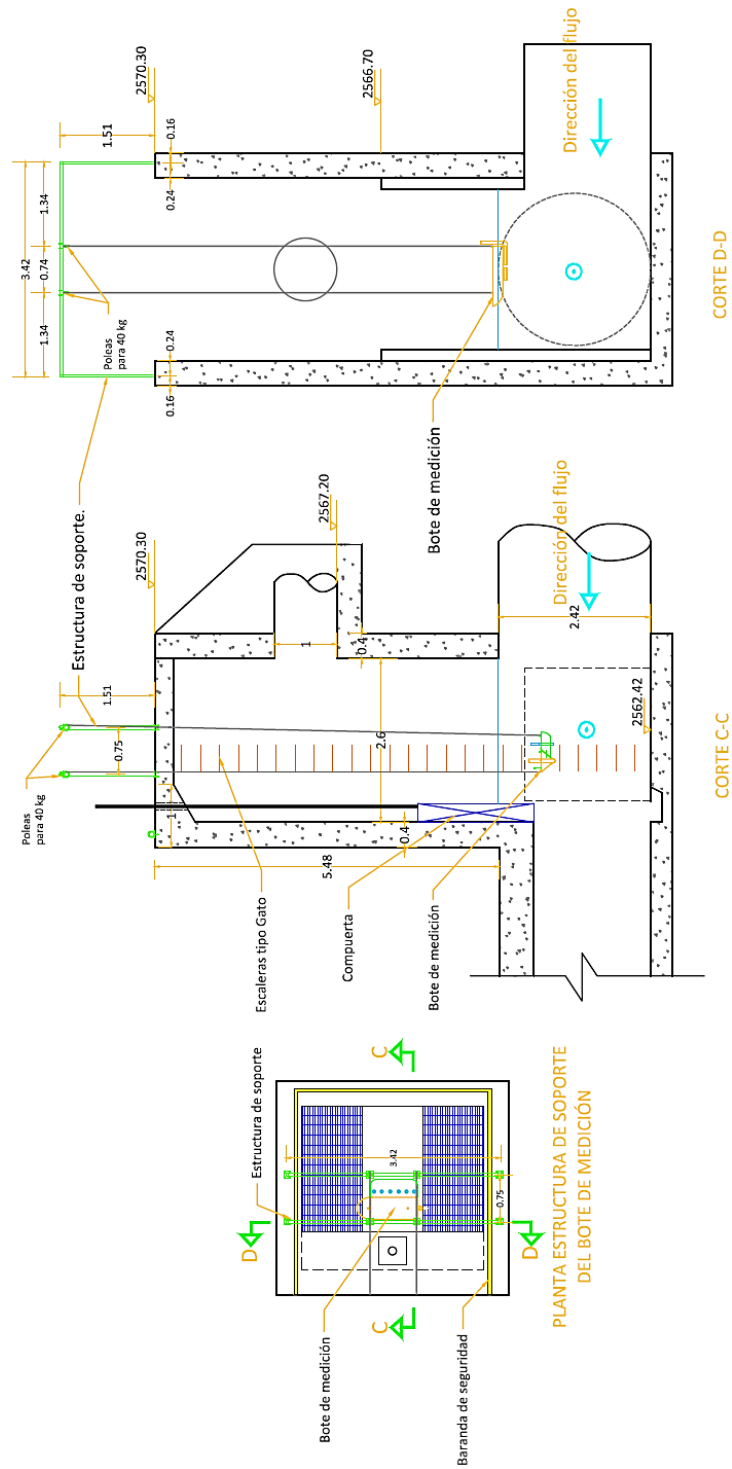 Estructura de soporte
3.42
0.75
C
C
D
D
Bote de medición
Baranda de seguridad
PLANTA ESTRUCTURA DE SOPORTE
DEL BOTE DE MEDICIÓN
Poleas
para 40 kg
Estructura de soporte.
1.51
0.75
2570.30
2567.20
1
1
0.4
2.6
0.4
5.48
2.42
2562.42
Escaleras tipo Gato
Compuerta
Bote de medición
Dirección del flujo
CORTE C-C
3.42
1.34
0.74
1.34
1.51
Poleas
para 40 kg
2570.30
0.24
0.16
0.24
0.16
2566.70
Bote de medición
Dirección del flujo
CORTE D-D